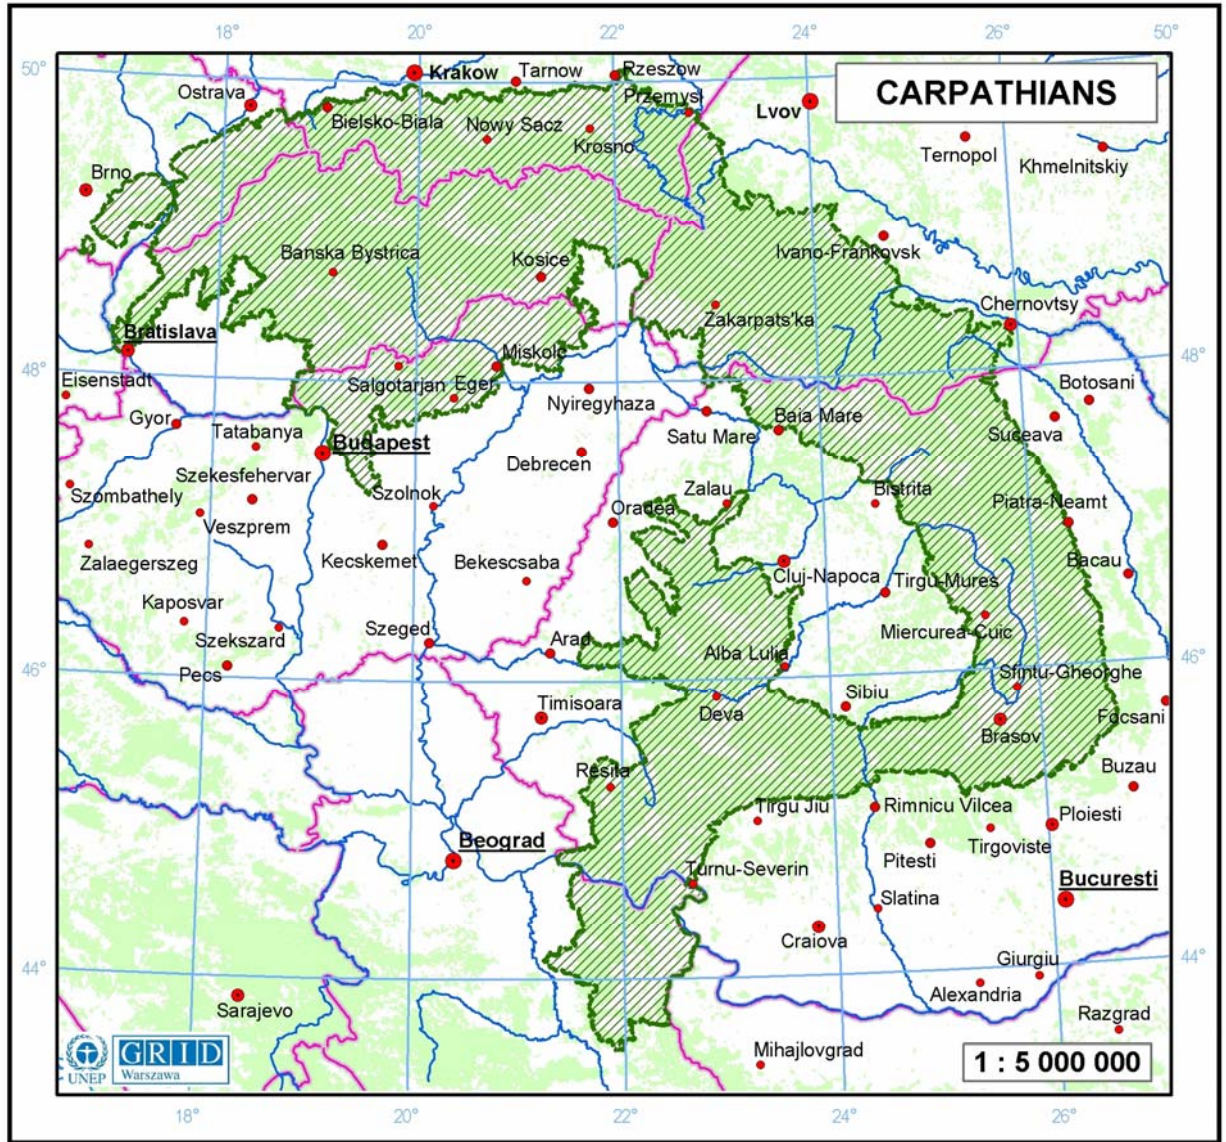 18°
20°
22°
24°
26°
50°
50°
CARPATHIANS
Krakow
Tarnow
Rzeszow
Ostrava
Przemysl
Lvov
Bielsko-Biala
Nowy Sacz
Krosno
Ternopol
Khmelnitskiy
Brno
Banska Bystrica
Kosice
Ivano-Frankovsk
Chernovtsy
Zakarpats'ka
Bratislava
Miskolc
48°
48°
Eisenstadt
Salgotarjan
Eger
Botosani
Nyiregyhaza
Gyor
Tatabanya
Baia Mare
Satu Mare
Suceava
Budapest
Debrecen
Szekesfehervar
Szombathely
Szolnok
Zalau
Bistrita
Oradea
Piatra-Neamt
Veszprem
Zalaegerszeg
Kecskemet
Bekescsaba
Cluj-Napoca
Tirgu-Mures
Bacau
Kaposvar
Szekszard
Szeged
Arad
Miercurea-Cuic
Alba Lulia
46°
46°
Pecs
Sfintu-Gheorghe
Timisoara
Deva
Sibiu
Brasov
Focsani
Resita
Buzau
Tirgu Jiu
Rimnicu Vilcea
Ploiesti
Beograd
Pitesti
Tirgoviste
Turnu-Severin
Bucuresti
Slatina
Craiova
44°
44°
Giurgiu
Alexandria
Sarajevo
Razgrad
Mihajlovgrad
UNEP
GRID
Warszawa
1 : 5 000 000
18°
20°
22°
24°
26°